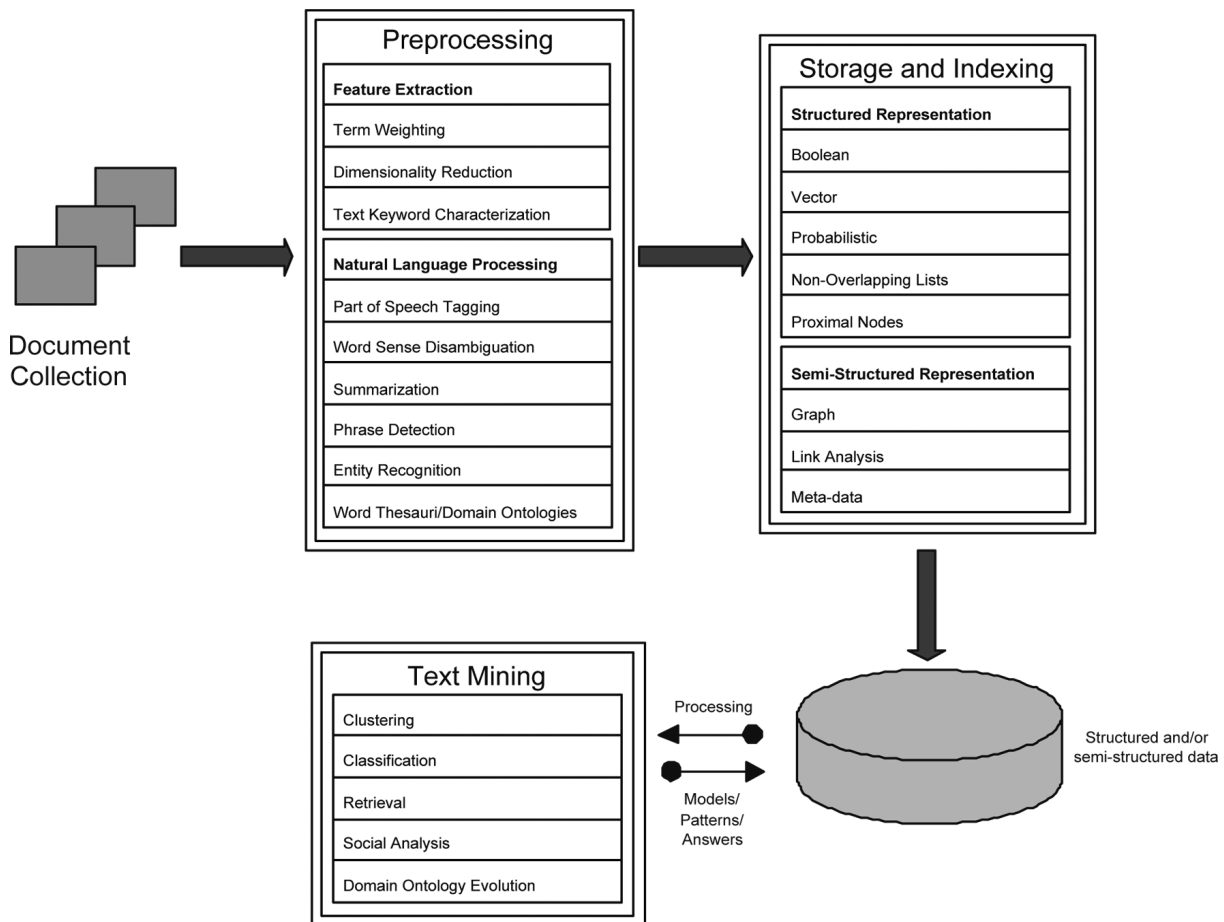 Document
Collection
Preprocessing
Feature Extraction
Term Weighting
Dimensionality Reduction
Text Keyword Characterization
Natural Language Processing
Part of Speech Tagging
Word Sense Disambiguation
Summarization
Phrase Detection
Entity Recognition
Word Thesauri/Domain Ontologies
Storage and Indexing
Structured Representation
Boolean
Vector
Probabilistic
Non-Overlapping Lists
Proximal Nodes
Semi-Structured Representation
Graph
Link Analysis
Meta-data
Structured and/or
semi-structured data
Processing
Models/
Patterns/
Answers
Text Mining
Clustering
Classification
Retrieval
Social Analysis
Domain Ontology Evolution